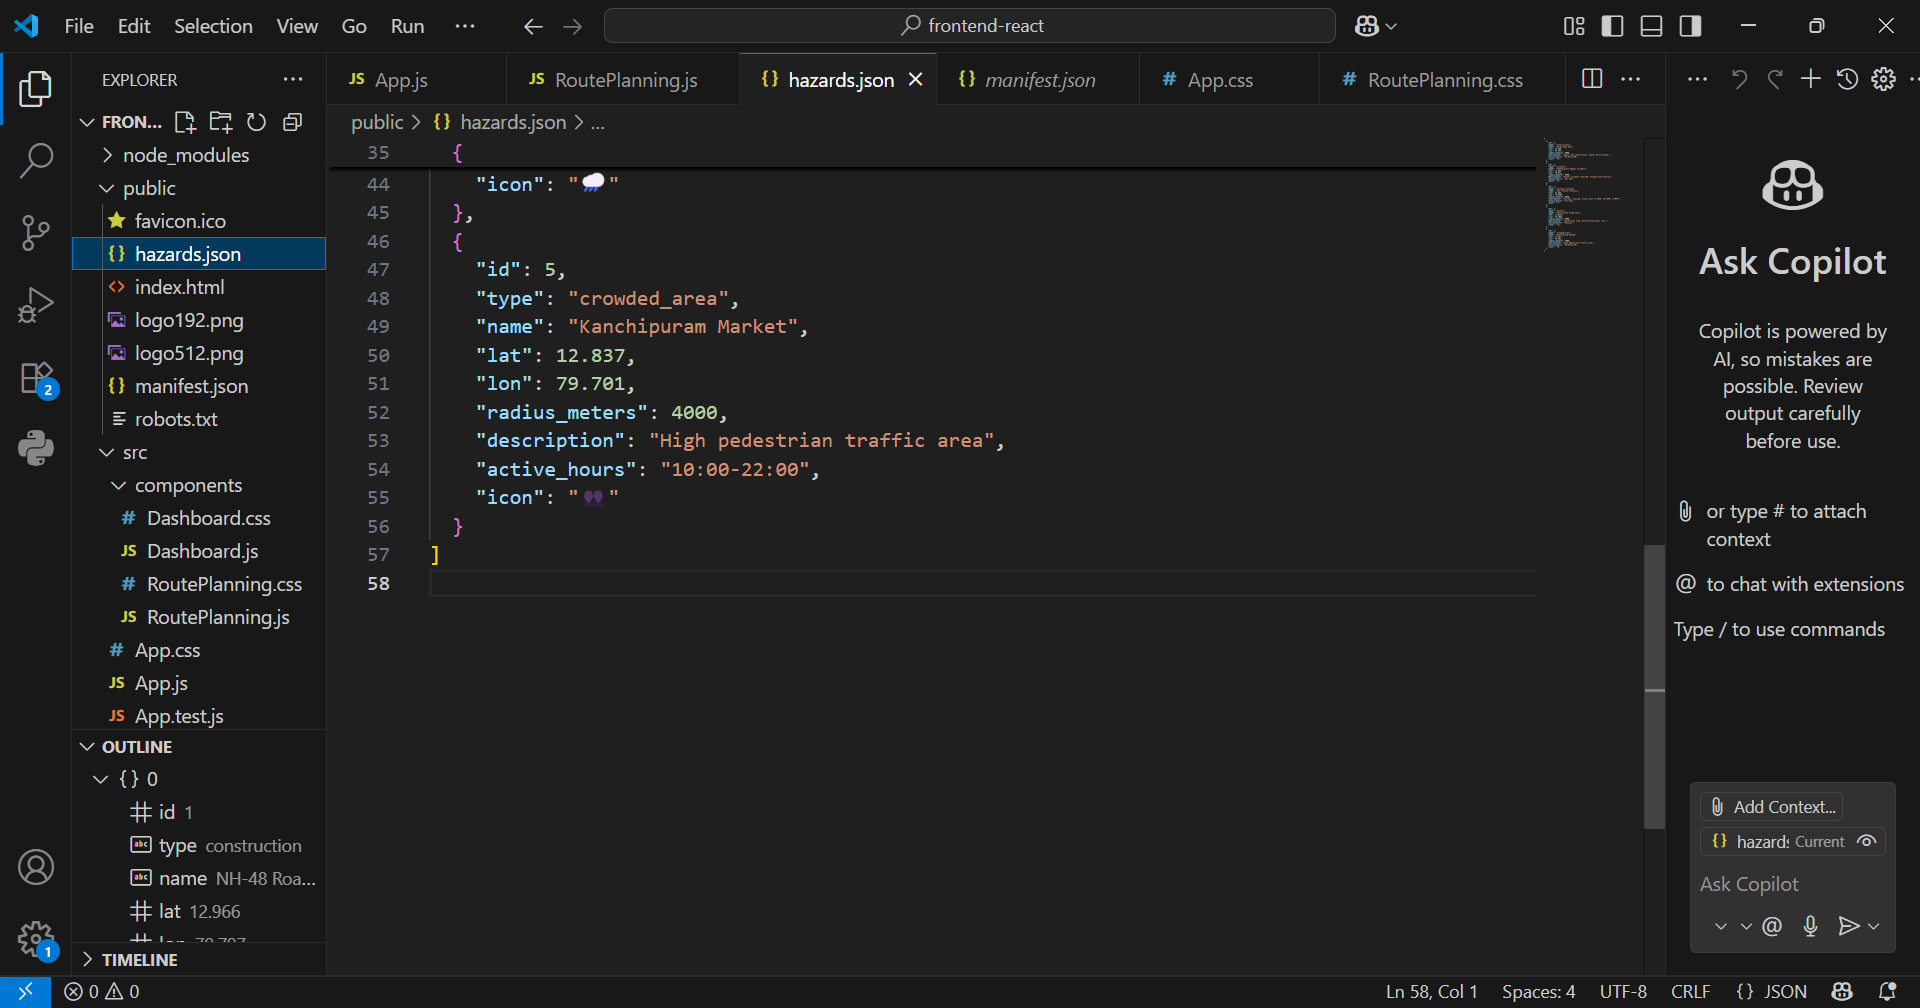 File Edit Selection View Go Run ··· frontend-react
EXPLORER
FRON...
node_modules
public
favicon.ico
hazards.json
index.html
logo192.png
logo512.png
manifest.json
robots.txt
src
components
Dashboard.css
Dashboard.js
RoutePlanning.css
RoutePlanning.js
App.css
App.js
App.test.js
OUTLINE
{} 0
id 1
type construction
name NH-48 Roa...
lat 12.966
TIMELINE
JS App.js JS RoutePlanning.js {} hazards.json {} manifest.json # App.css # RoutePlanning.css
public > {} hazards.json > ...
35 {
44 "icon": "🌧️"
45 },
46 {
47 "id": 5,
48 "type": "crowded_area",
49 "name": "Kanchipuram Market",
50 "lat": 12.837,
51 "lon": 79.701,
52 "radius_meters": 4000,
53 "description": "High pedestrian traffic area",
54 "active_hours": "10:00-22:00",
55 "icon": "👥"
56 }
57 ]
58
Ask Copilot
Copilot is powered by
AI, so mistakes are
possible. Review
output carefully
before use.
or type # to attach
context
@ to chat with extensions
Type / to use commands
Add Context...
{} hazards Current
Ask Copilot
2
1
0 0
Ln 58, Col 1 Spaces: 4 UTF-8 CRLF {} JSON